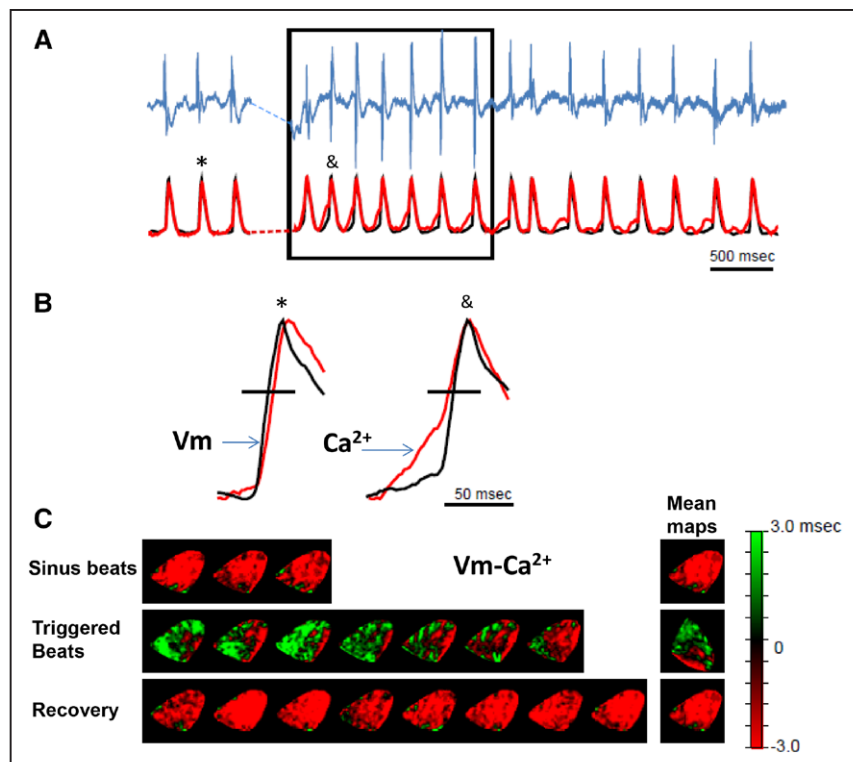 A
*
&
500 msec
B
*
&
Vm
Ca²⁺
50 msec
C
Mean
maps
3.0 msec
Sinus beats
Vm-Ca²⁺
Triggered
Beats
0
Recovery
-3.0